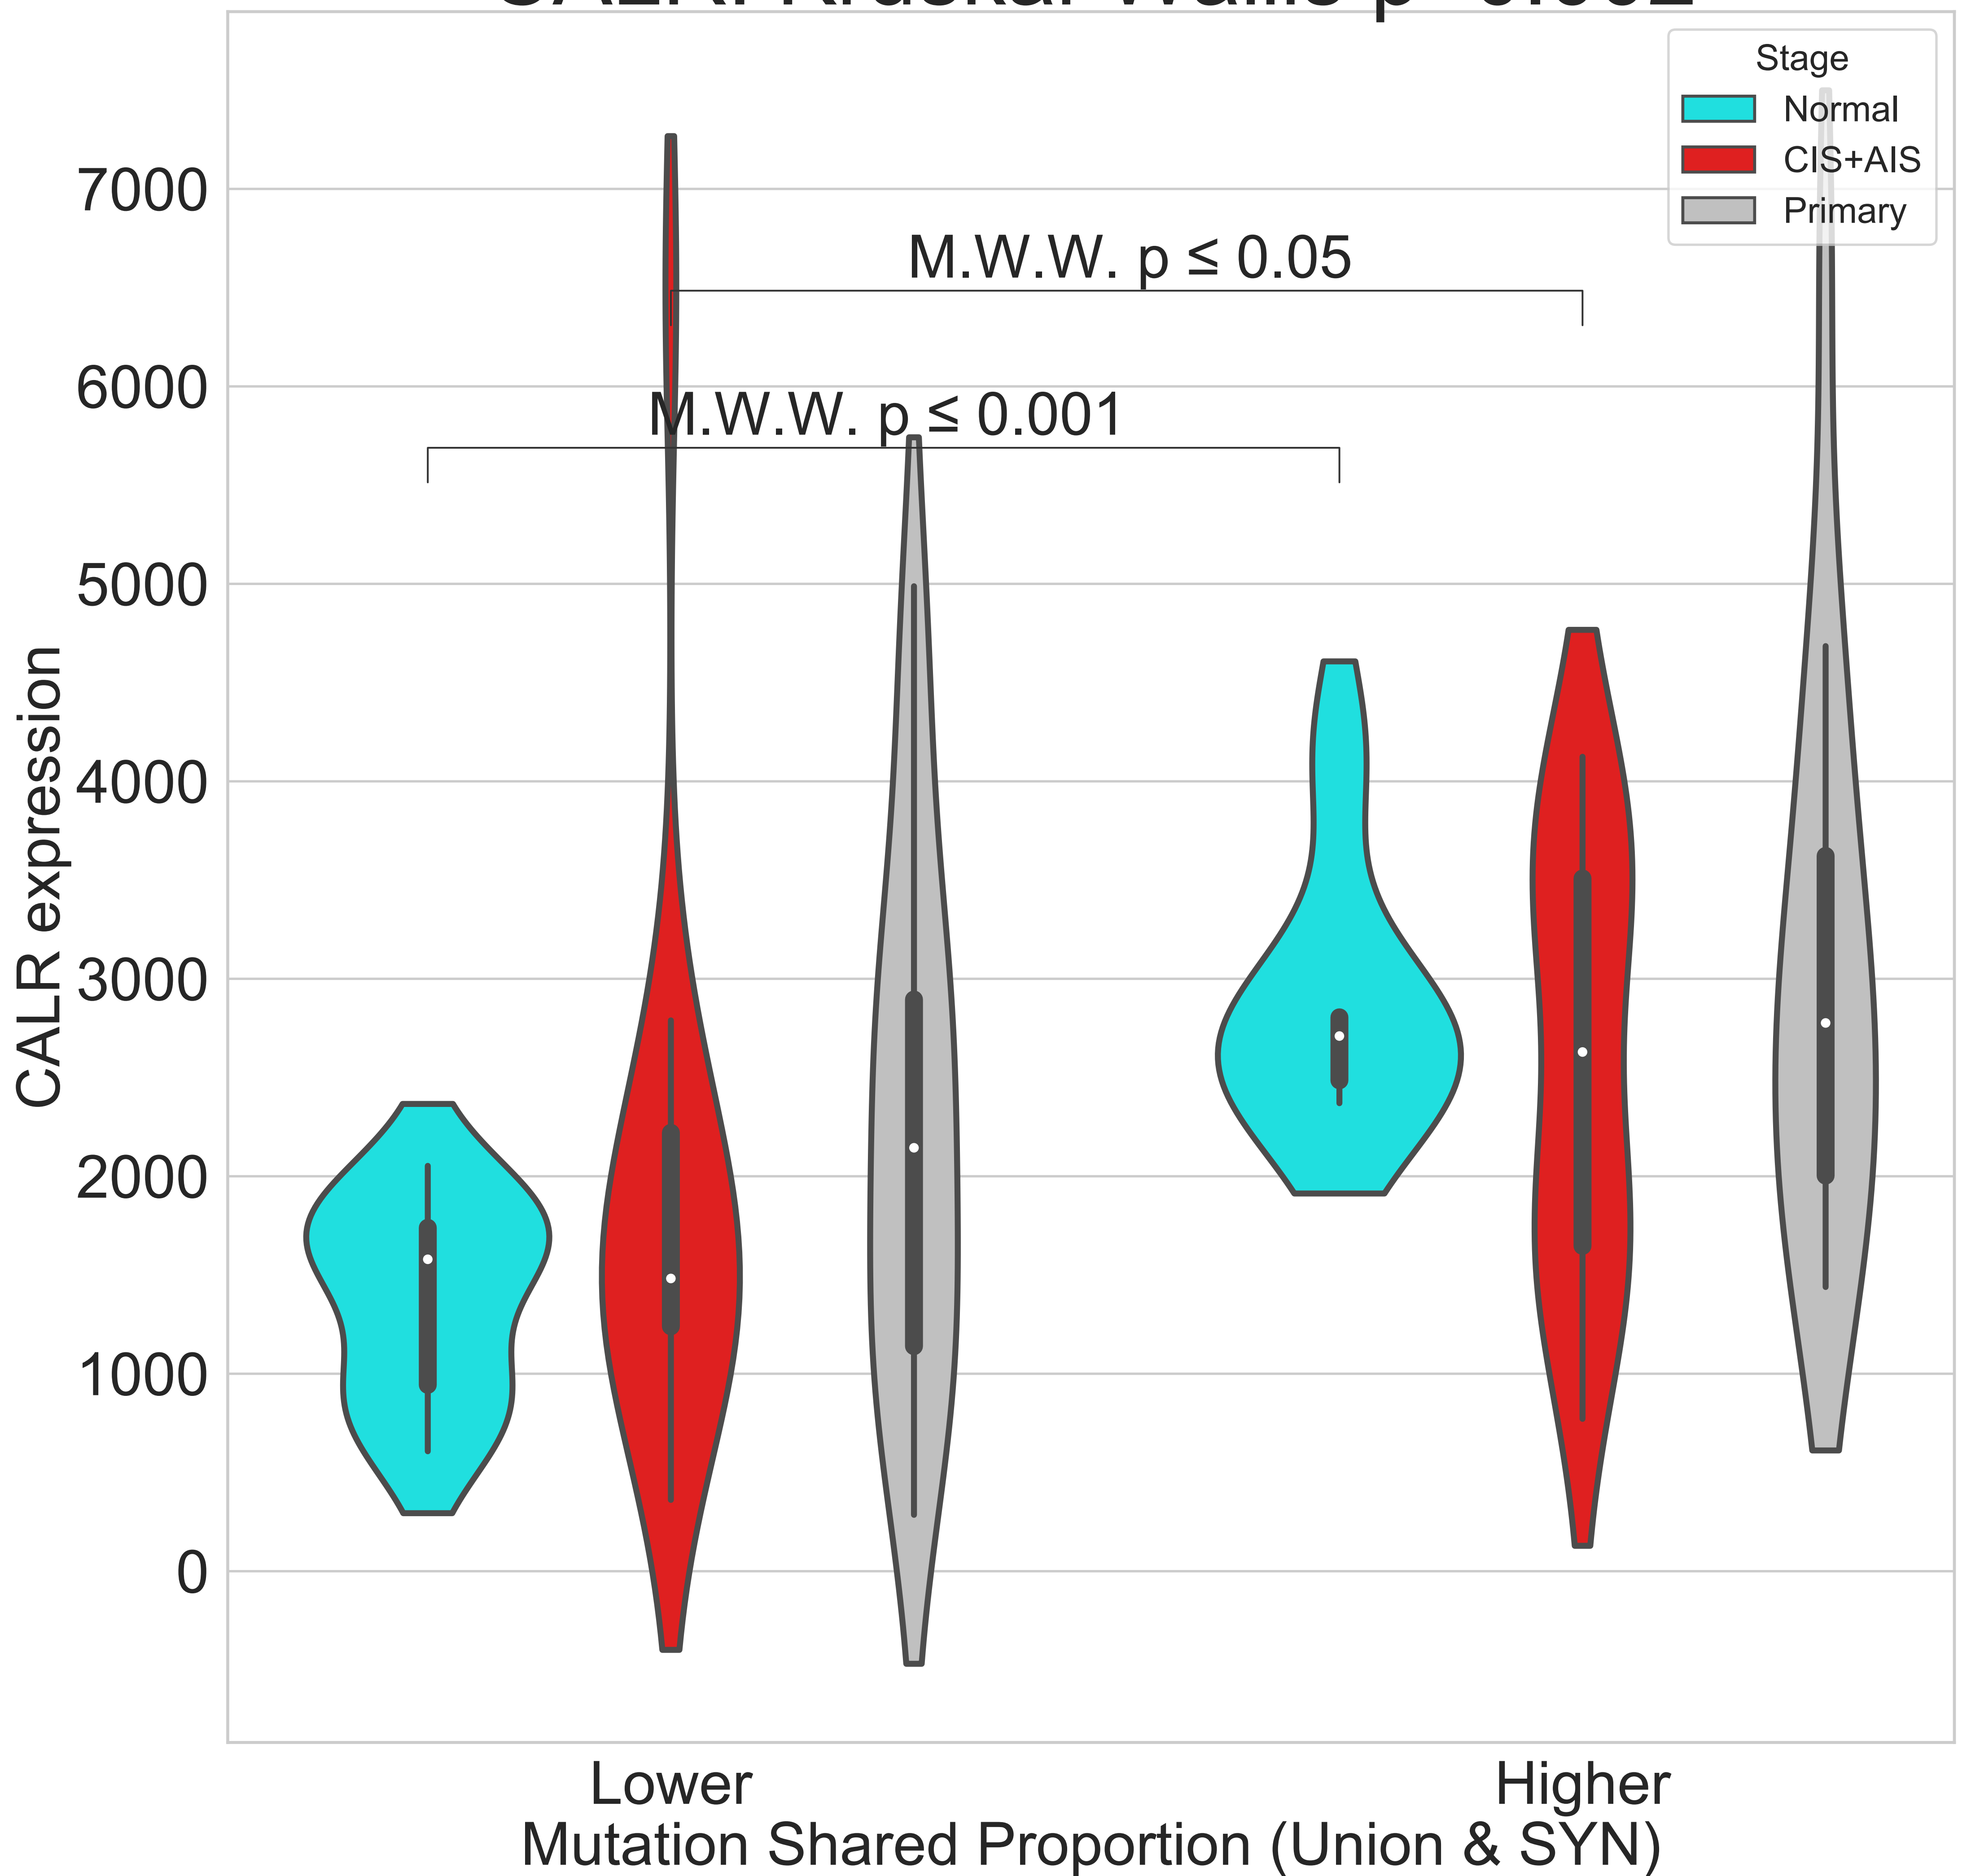 Stage
Normal
CIS+AIS
Primary
7000
6000
5000
4000
3000
2000
1000
0
CALR expression
M.W.W. p ≤ 0.05
M.W.W. p ≤ 0.001
Lower
Higher
Mutation Shared Proportion (Union & SYN)